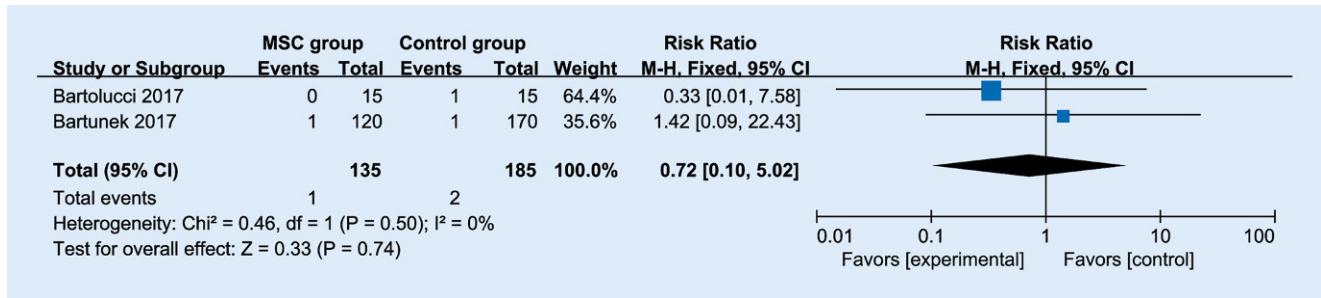 MSC group Control group Risk Ratio Risk Ratio
Study or Subgroup Events Total Events Total Weight M-H, Fixed, 95% CI M-H, Fixed, 95% CI
Bartolucci 2017 0 15 1 15 64.4% 0.33 [0.01, 7.58]
Bartunek 2017 1 120 1 170 35.6% 1.42 [0.09, 22.43]
Total (95% CI) 135 185 100.0% 0.72 [0.10, 5.02]
Total events 1 2
Heterogeneity: Chi² = 0.46, df = 1 (P = 0.50); I² = 0%
Test for overall effect: Z = 0.33 (P = 0.74)
0.01 0.1 1 10 100
Favors [experimental] Favors [control]